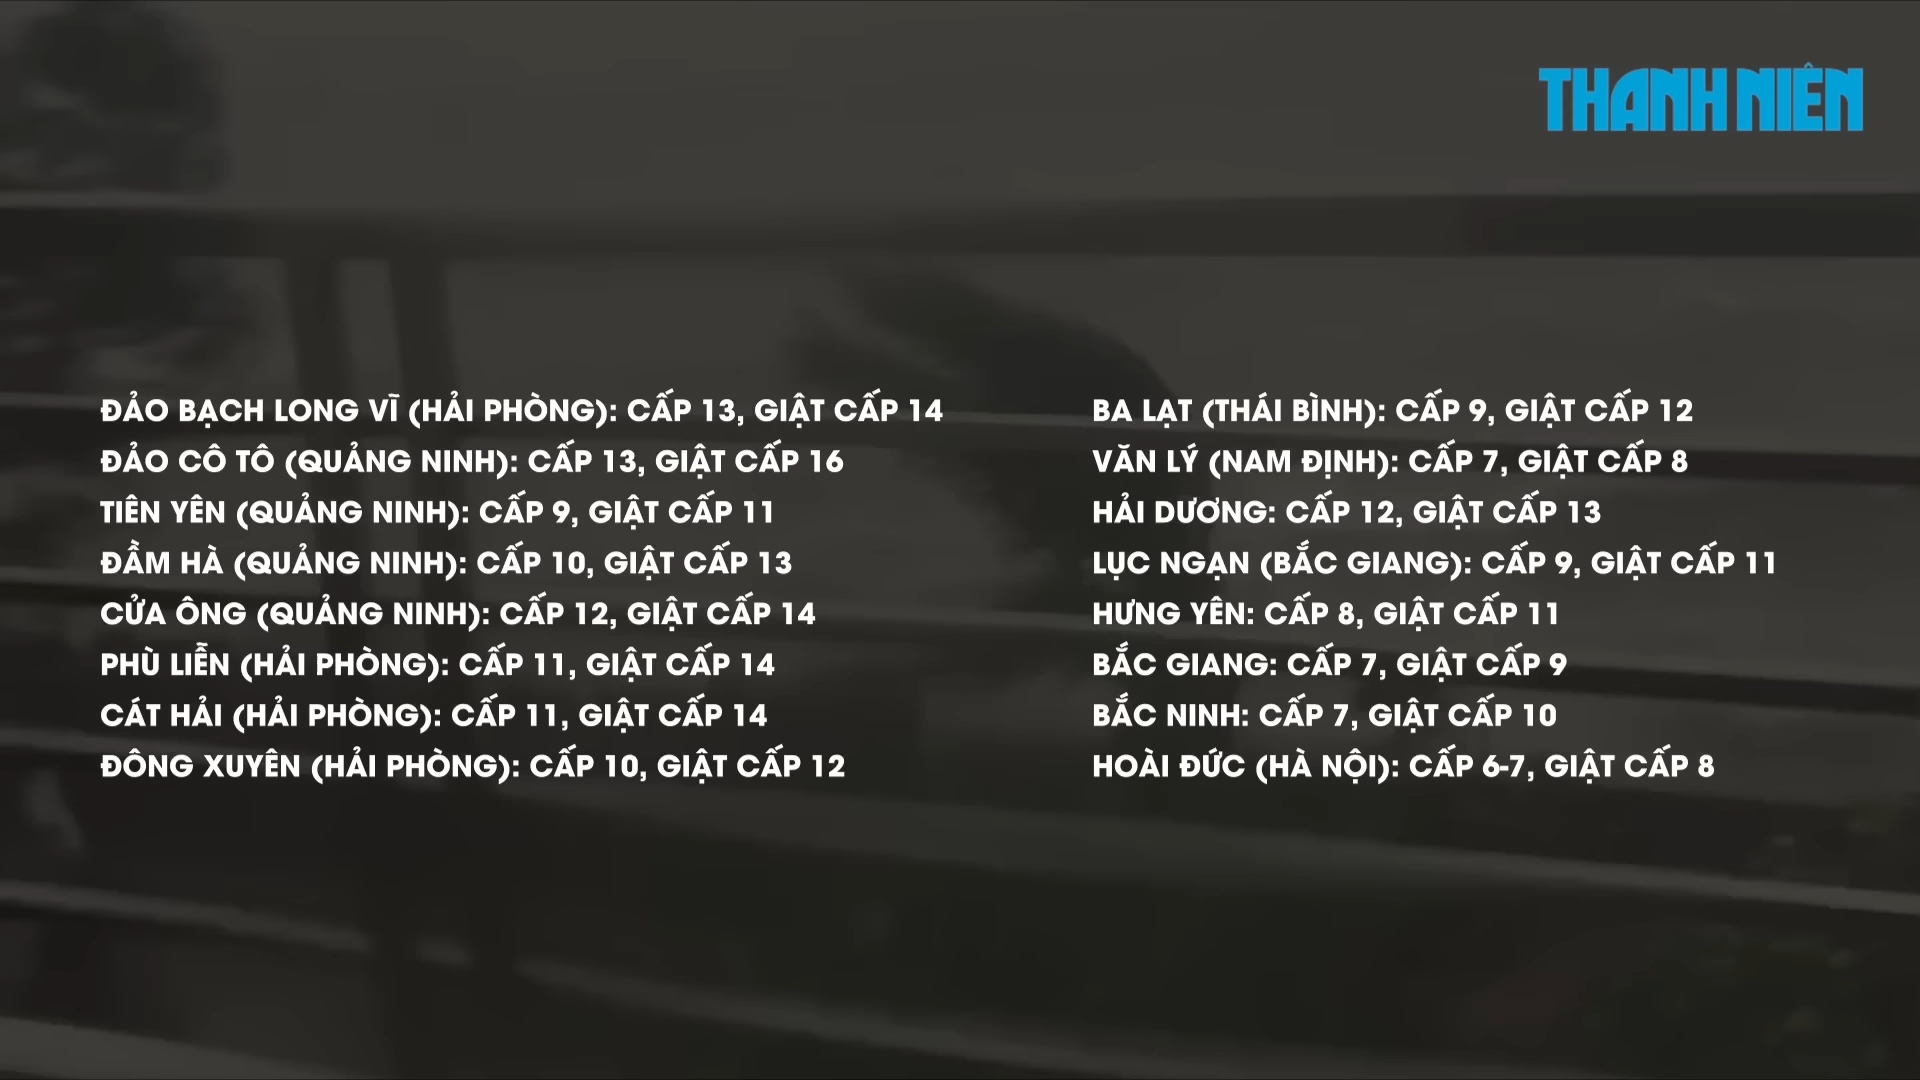 THANH NIÊN
ĐẢO BẠCH LONG VĨ (HẢI PHÒNG): CẤP 13, GIẬT CẤP 14
ĐẢO CÔ TÔ (QUẢNG NINH): CẤP 13, GIẬT CẤP 16
TIÊN YÊN (QUẢNG NINH): CẤP 9, GIẬT CẤP 11
ĐẦM HÀ (QUẢNG NINH): CẤP 10, GIẬT CẤP 13
CỬA ÔNG (QUẢNG NINH): CẤP 12, GIẬT CẤP 14
PHÙ LIỄN (HẢI PHÒNG): CẤP 11, GIẬT CẤP 14
CÁT HẢI (HẢI PHÒNG): CẤP 11, GIẬT CẤP 14
ĐÔNG XUYÊN (HẢI PHÒNG): CẤP 10, GIẬT CẤP 12
BA LẠT (THÁI BÌNH): CẤP 9, GIẬT CẤP 12
VĂN LÝ (NAM ĐỊNH): CẤP 7, GIẬT CẤP 8
HẢI DƯƠNG: CẤP 12, GIẬT CẤP 13
LỤC NGẠN (BẮC GIANG): CẤP 9, GIẬT CẤP 11
HƯNG YÊN: CẤP 8, GIẬT CẤP 11
BẮC GIANG: CẤP 7, GIẬT CẤP 9
BẮC NINH: CẤP 7, GIẬT CẤP 10
HOÀI ĐỨC (HÀ NỘI): CẤP 6-7, GIẬT CẤP 8